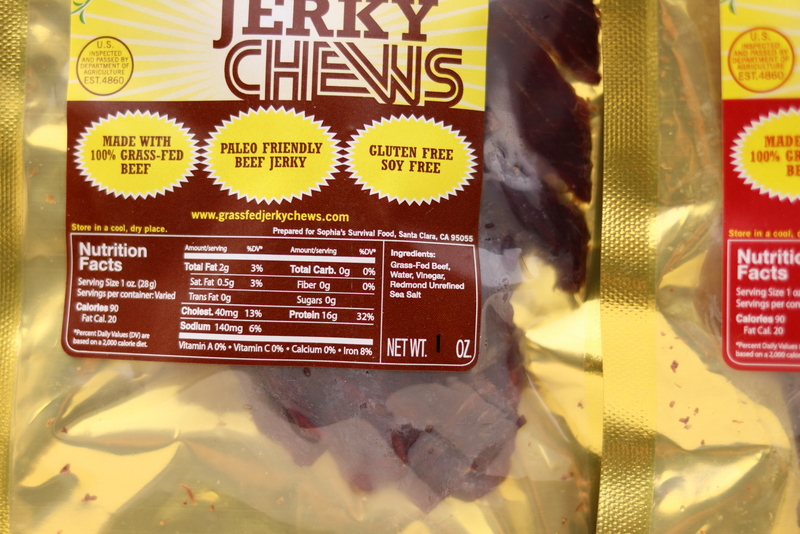 JERKY
CHEWS
U.S.
INSPECTED
AND PASSED BY
DEPARTMENT OF
AGRICULTURE
EST.4860
MADE WITH
100% GRASS-FED
BEEF
PALEO FRIENDLY
BEEF JERKY
GLUTEN FREE
SOY FREE
www.grassfedjerkychews.com
Store in a cool, dry place.
Prepared for Sophia's Survival Food, Santa Clara, CA 95055
Nutrition
Facts
Serving Size 1 oz. (28g)
Servings per container: Varied
Calories 90
Fat Cal. 20
*Percent Daily Values (DV) are
based on a 2,000 calorie diet.
Amount/serving %DV* Amount/serving %DV*
Total Fat 2g 3% Total Carb. 0g 0%
Sat. Fat 0.5g 3% Fiber 0g 0%
Trans Fat 0g Sugars 0g
Cholest. 40mg 13% Protein 16g 32%
Sodium 140mg 6%
Vitamin A 0% • Vitamin C 0% • Calcium 0% • Iron 8%
Ingredients:
Grass-Fed Beef,
Water, Vinegar,
Redmond Unrefined
Sea Salt
NET WT. 1 OZ.
U.S.
INSPECTED
AND PASSED BY
DEPARTMENT OF
AGRICULTURE
EST.4860
MADE
100% G
BE
Store in a cool, d
Nutritio
Facts
Serving Size 1 o
Servings per con
Calories 90
Fat Cal. 20
*Percent Daily Values
based on a 2,000 calo